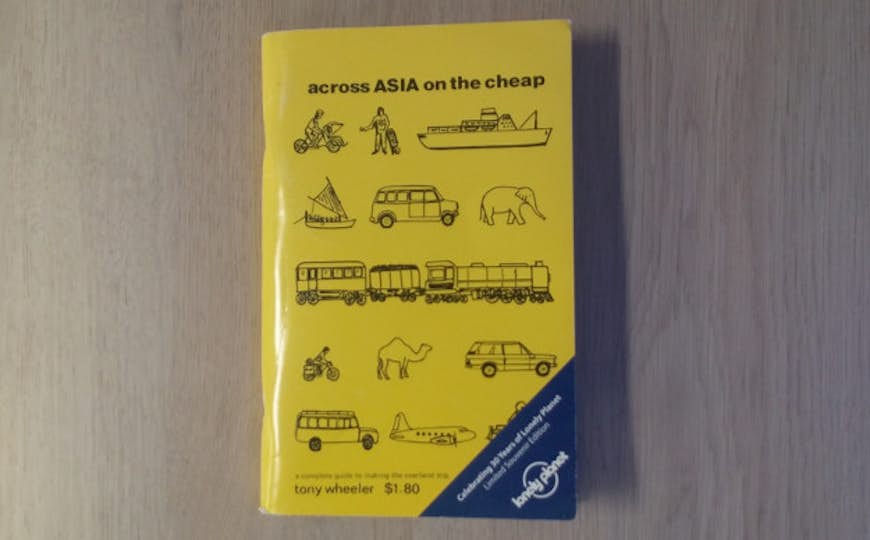 across ASIA on the cheap
a complete guide to making the overland trip
tony wheeler $1.80
Celebrating 30 Years of Lonely Planet
Limited Souvenir Edition
lonely planet